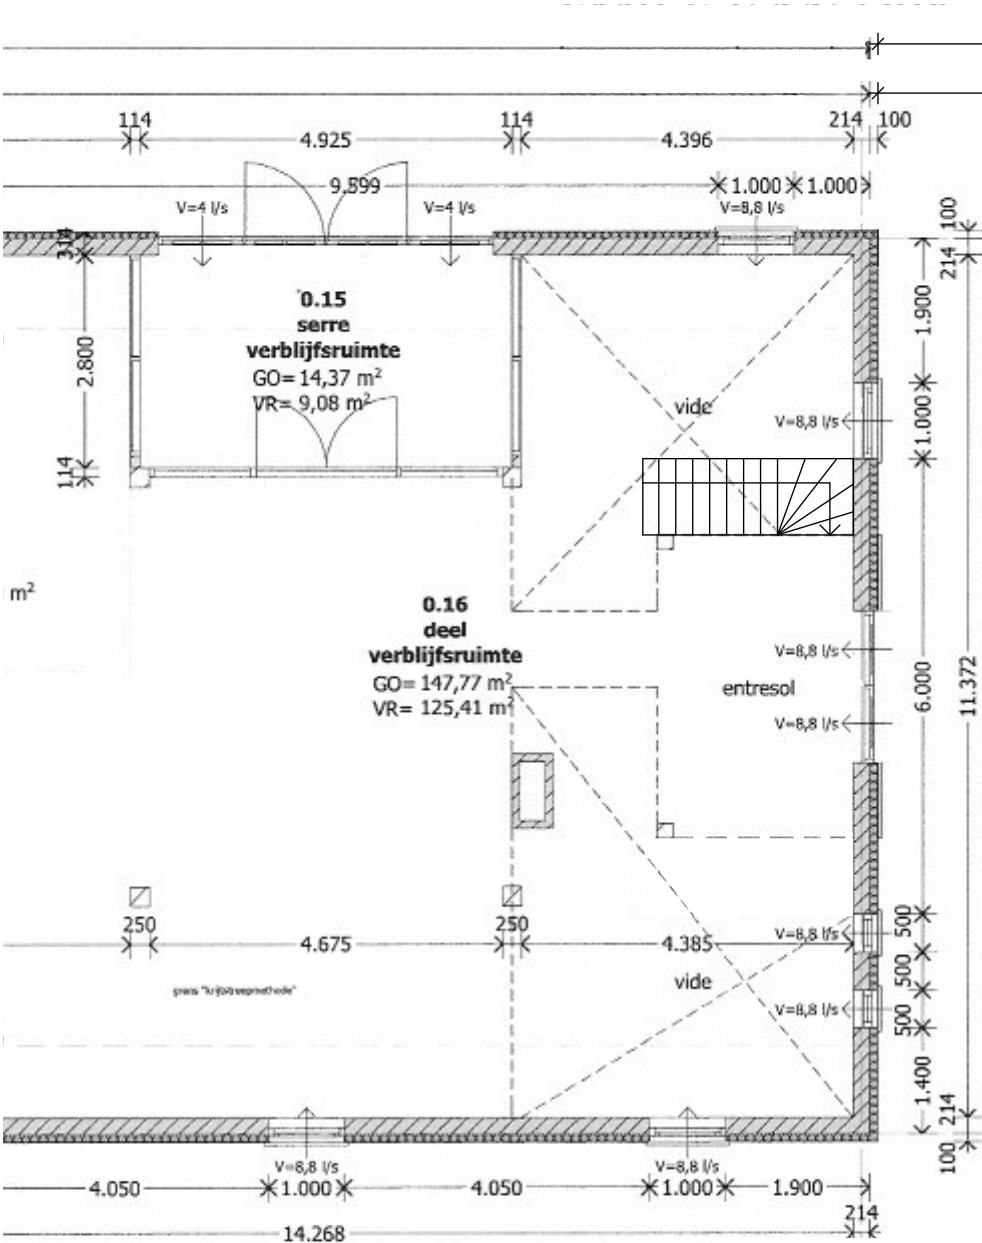 114
4.925
114
4.396
214
100
9.599
1.000
1.000
V=4 l/s
V=4 l/s
V=8,8 l/s
100
314
214
0.15
serre
verblijfsruimte
GO= 14,37 m²
VR= 9,08 m²
2.800
1.900
vide
V=8,8 l/s
1.000
114
m²
0.16
deel
verblijfsruimte
GO= 147,77 m²
VR= 125,41 m²
V=8,8 l/s
entresol
V=8,8 l/s
6.000
11.372
250
4.675
250
4.385
V=8,8 l/s
500
vide
500
grens "krijtstreepmethode"
V=8,8 l/s
500
1.400
214
100
V=8,8 l/s
V=8,8 l/s
4.050
1.000
4.050
1.000
1.900
214
14.268